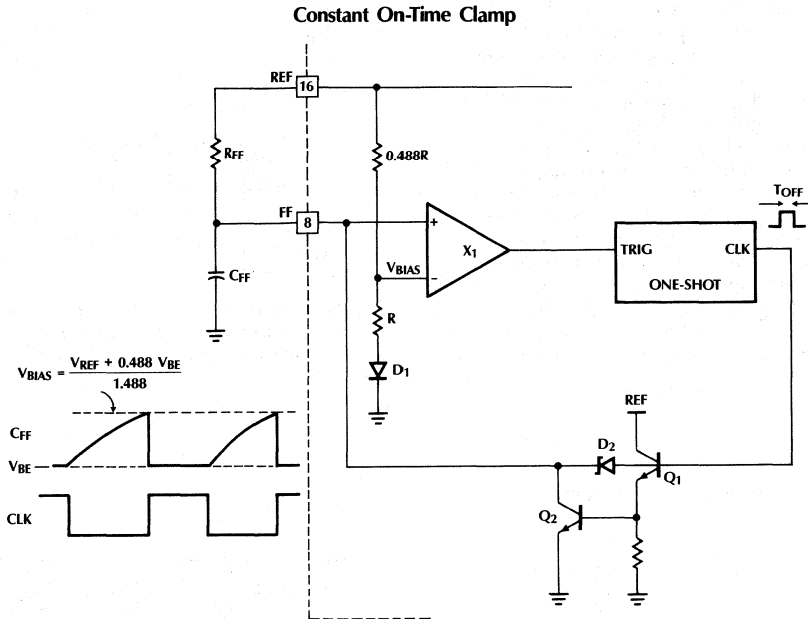 Constant On-Time Clamp
REF
16
RFF
0.488R
FF
8
+
X1
VBIAS
−
CFF
R
D1
TOFF
TRIG
CLK
ONE-SHOT
VBIAS = VREF + 0.488 VBE
1.488
CFF
VBE
CLK
REF
D2
Q1
Q2